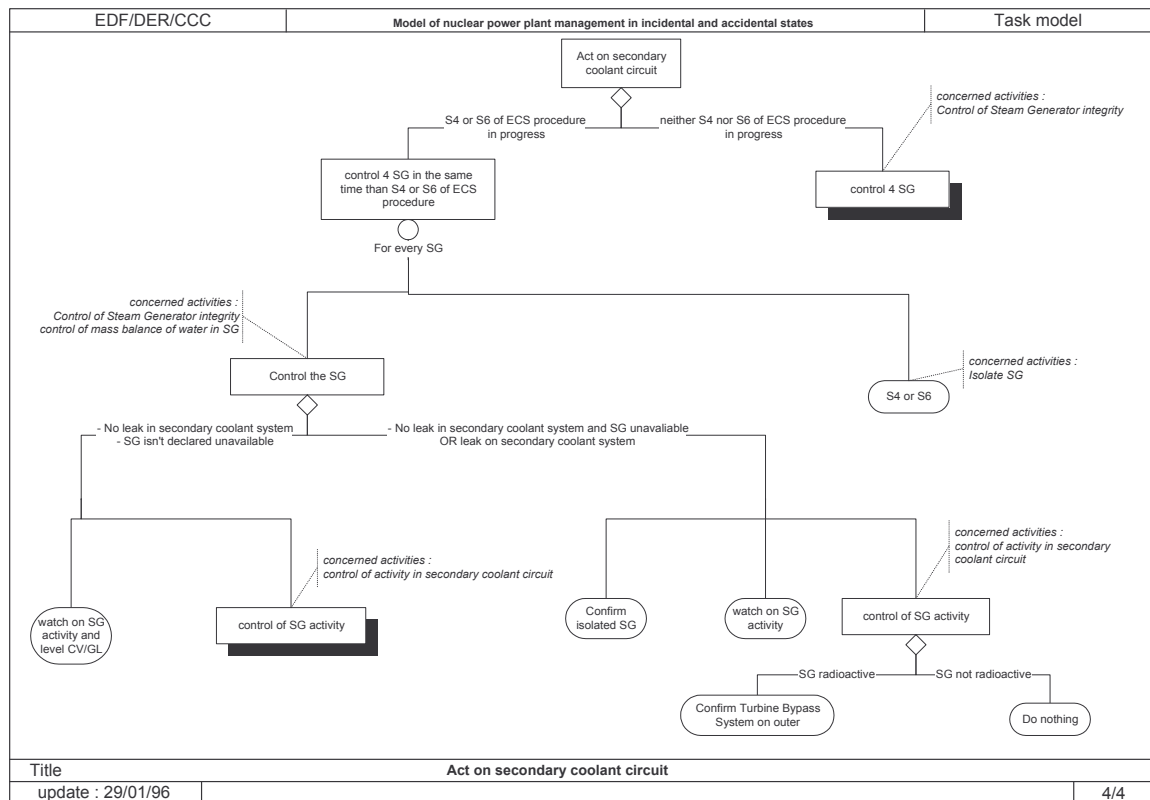 EDF/DER/CCC
Model of nuclear power plant management in incidental and accidental states
Task model
Act on secondary
coolant circuit
concerned activities :
Control of Steam Generator integrity
S4 or S6 of ECS procedure
in progress
neither S4 nor S6 of ECS procedure
in progress
control 4 SG in the same
time than S4 or S6 of ECS
procedure
control 4 SG
For every SG
concerned activities :
Control of Steam Generator integrity
control of mass balance of water in SG
Control the SG
concerned activities :
Isolate SG
S4 or S6
- No leak in secondary coolant system
- SG isn't declared unavailable
- No leak in secondary coolant system and SG unavaliable
OR leak on secondary coolant system
concerned activities :
control of activity in secondary coolant circuit
concerned activities :
control of activity in secondary
coolant circuit
watch on SG
activity and
level CV/GL
control of SG activity
Confirm
isolated SG
watch on SG
activity
control of SG activity
SG radioactive
SG not radioactive
Confirm Turbine Bypass
System on outer
Do nothing
Title
Act on secondary coolant circuit
update : 29/01/96
4/4